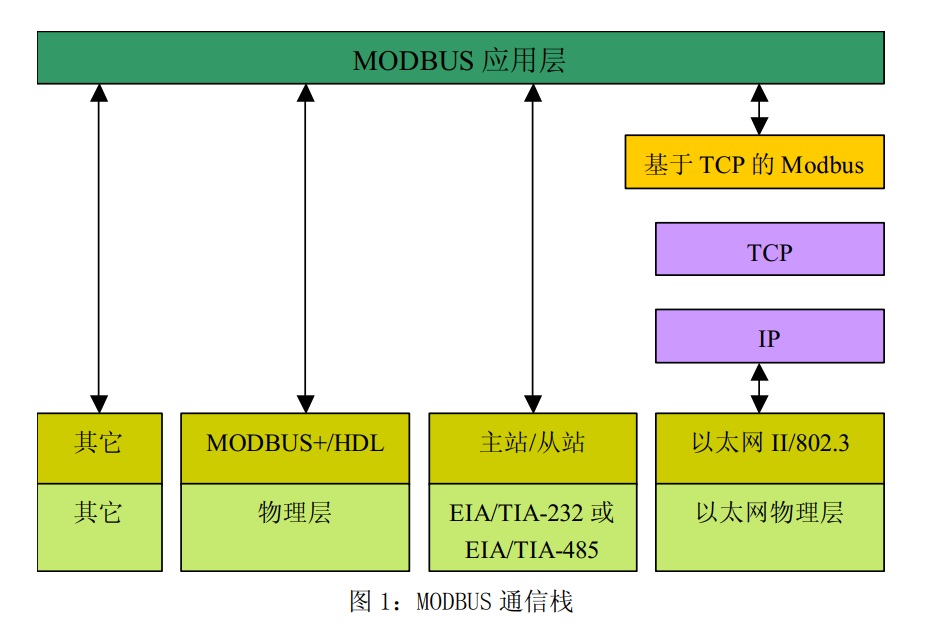 MODBUS 应用层
基于 TCP 的 Modbus
TCP
IP
其它
MODBUS+/HDL
主站/从站
以太网 II/802.3
其它
物理层
EIA/TIA-232 或
EIA/TIA-485
以太网物理层
图 1：MODBUS 通信栈